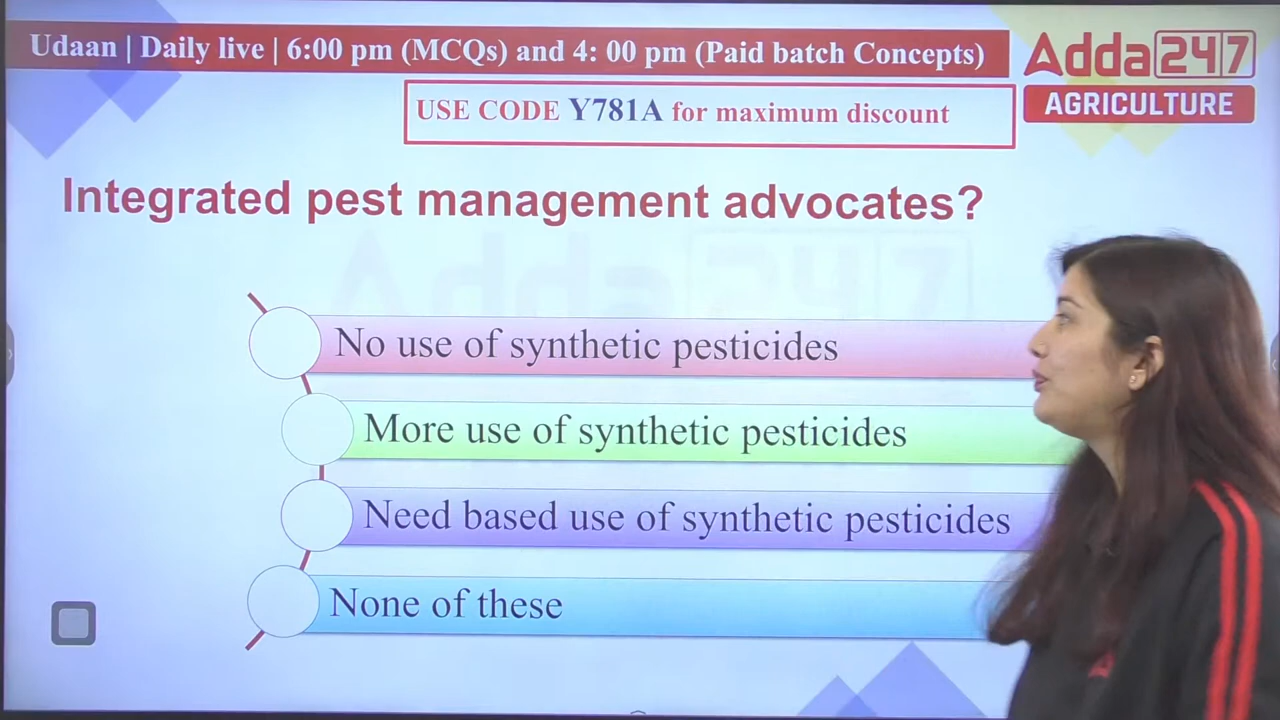 Udaan | Daily live | 6:00 pm (MCQs) and 4: 00 pm (Paid batch Concepts)
Adda247
AGRICULTURE
USE CODE Y781A for maximum discount
Integrated pest management advocates?
No use of synthetic pesticides
More use of synthetic pesticides
Need based use of synthetic pesticides
None of these